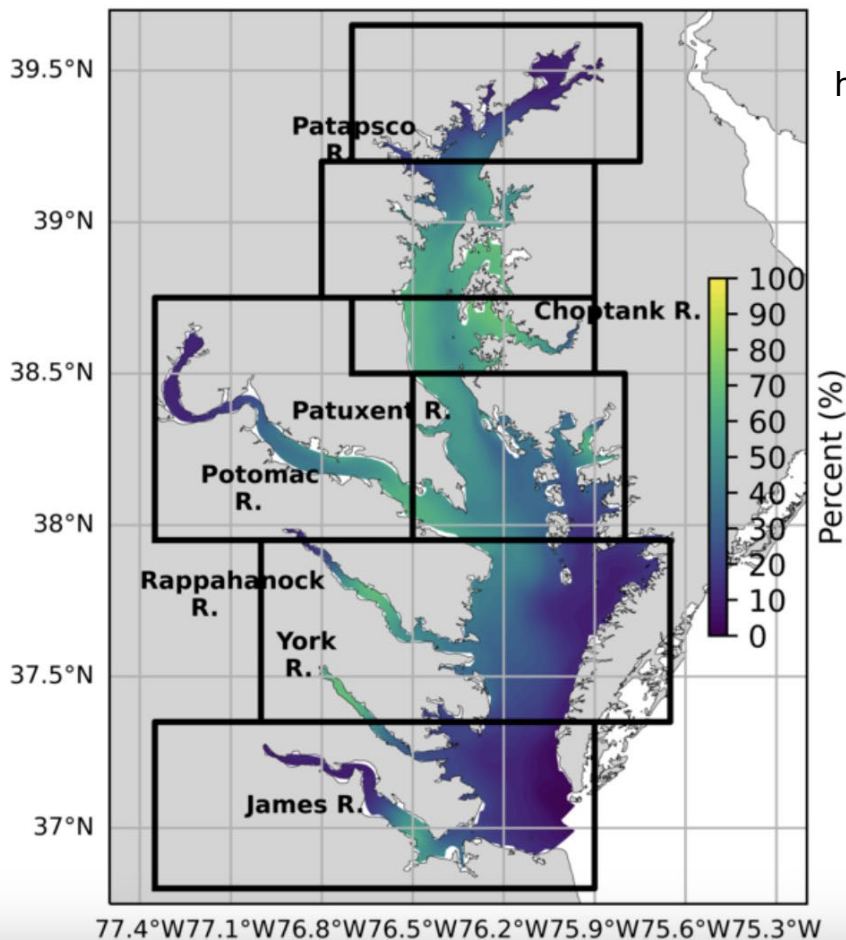 39.5°N
h
Patapsco
R.
39°N
100
Choptank R.
90
80
38.5°N
70
Patuxent R.
60
Potomac
R.
50
40
38°N
30
Rappahanock
R.
20
10
York
R.
0
Percent (%)
37.5°N
James R.
37°N
77.4°W77.1°W76.8°W76.5°W76.2°W75.9°W75.6°W75.3°W